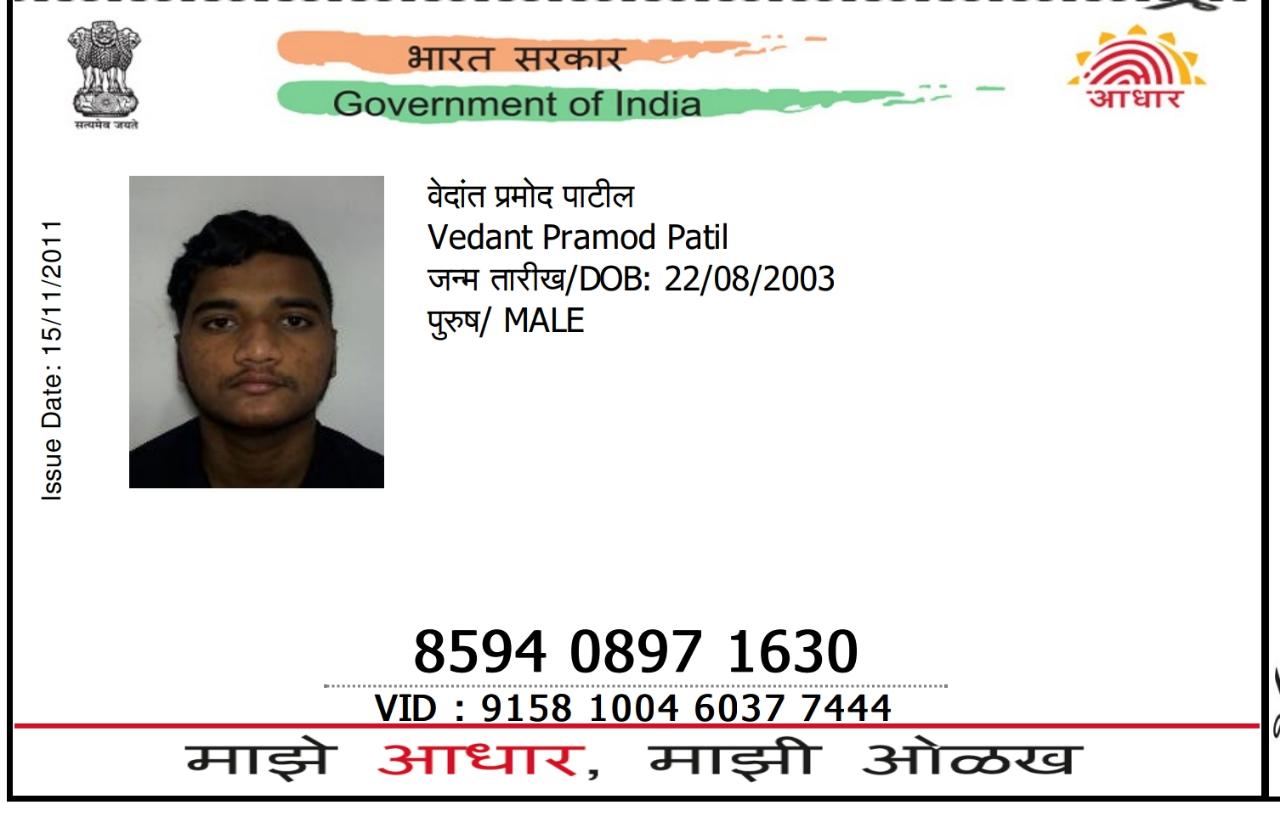 सत्यमेव जयते
भारत सरकार
Government of India
आधार
Issue Date: 15/11/2011
वेदांत प्रमोद पाटील
Vedant Pramod Patil
जन्म तारीख/DOB: 22/08/2003
पुरुष/ MALE
8594 0897 1630
VID : 9158 1004 6037 7444
माझे आधार, माझी ओळख